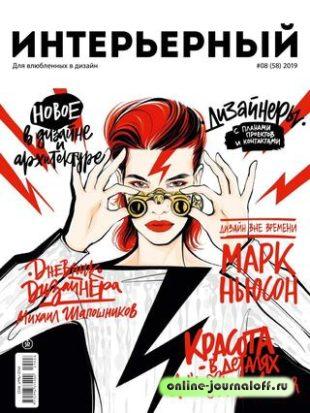 ИНТЕРЬЕРНЫЙ
Для влюбленных в дизайн
#08 (58) 2019
НОВОЕ
в дизайне
и
архитектуре
Дизайнеры
с планами
проектов
и контактами
Дизайн вне времени
МАРК
НЬЮСОН
Дневник
Дизайнера
Михаил Шапошников
Красота
- в деталях
online-journaloff.ru